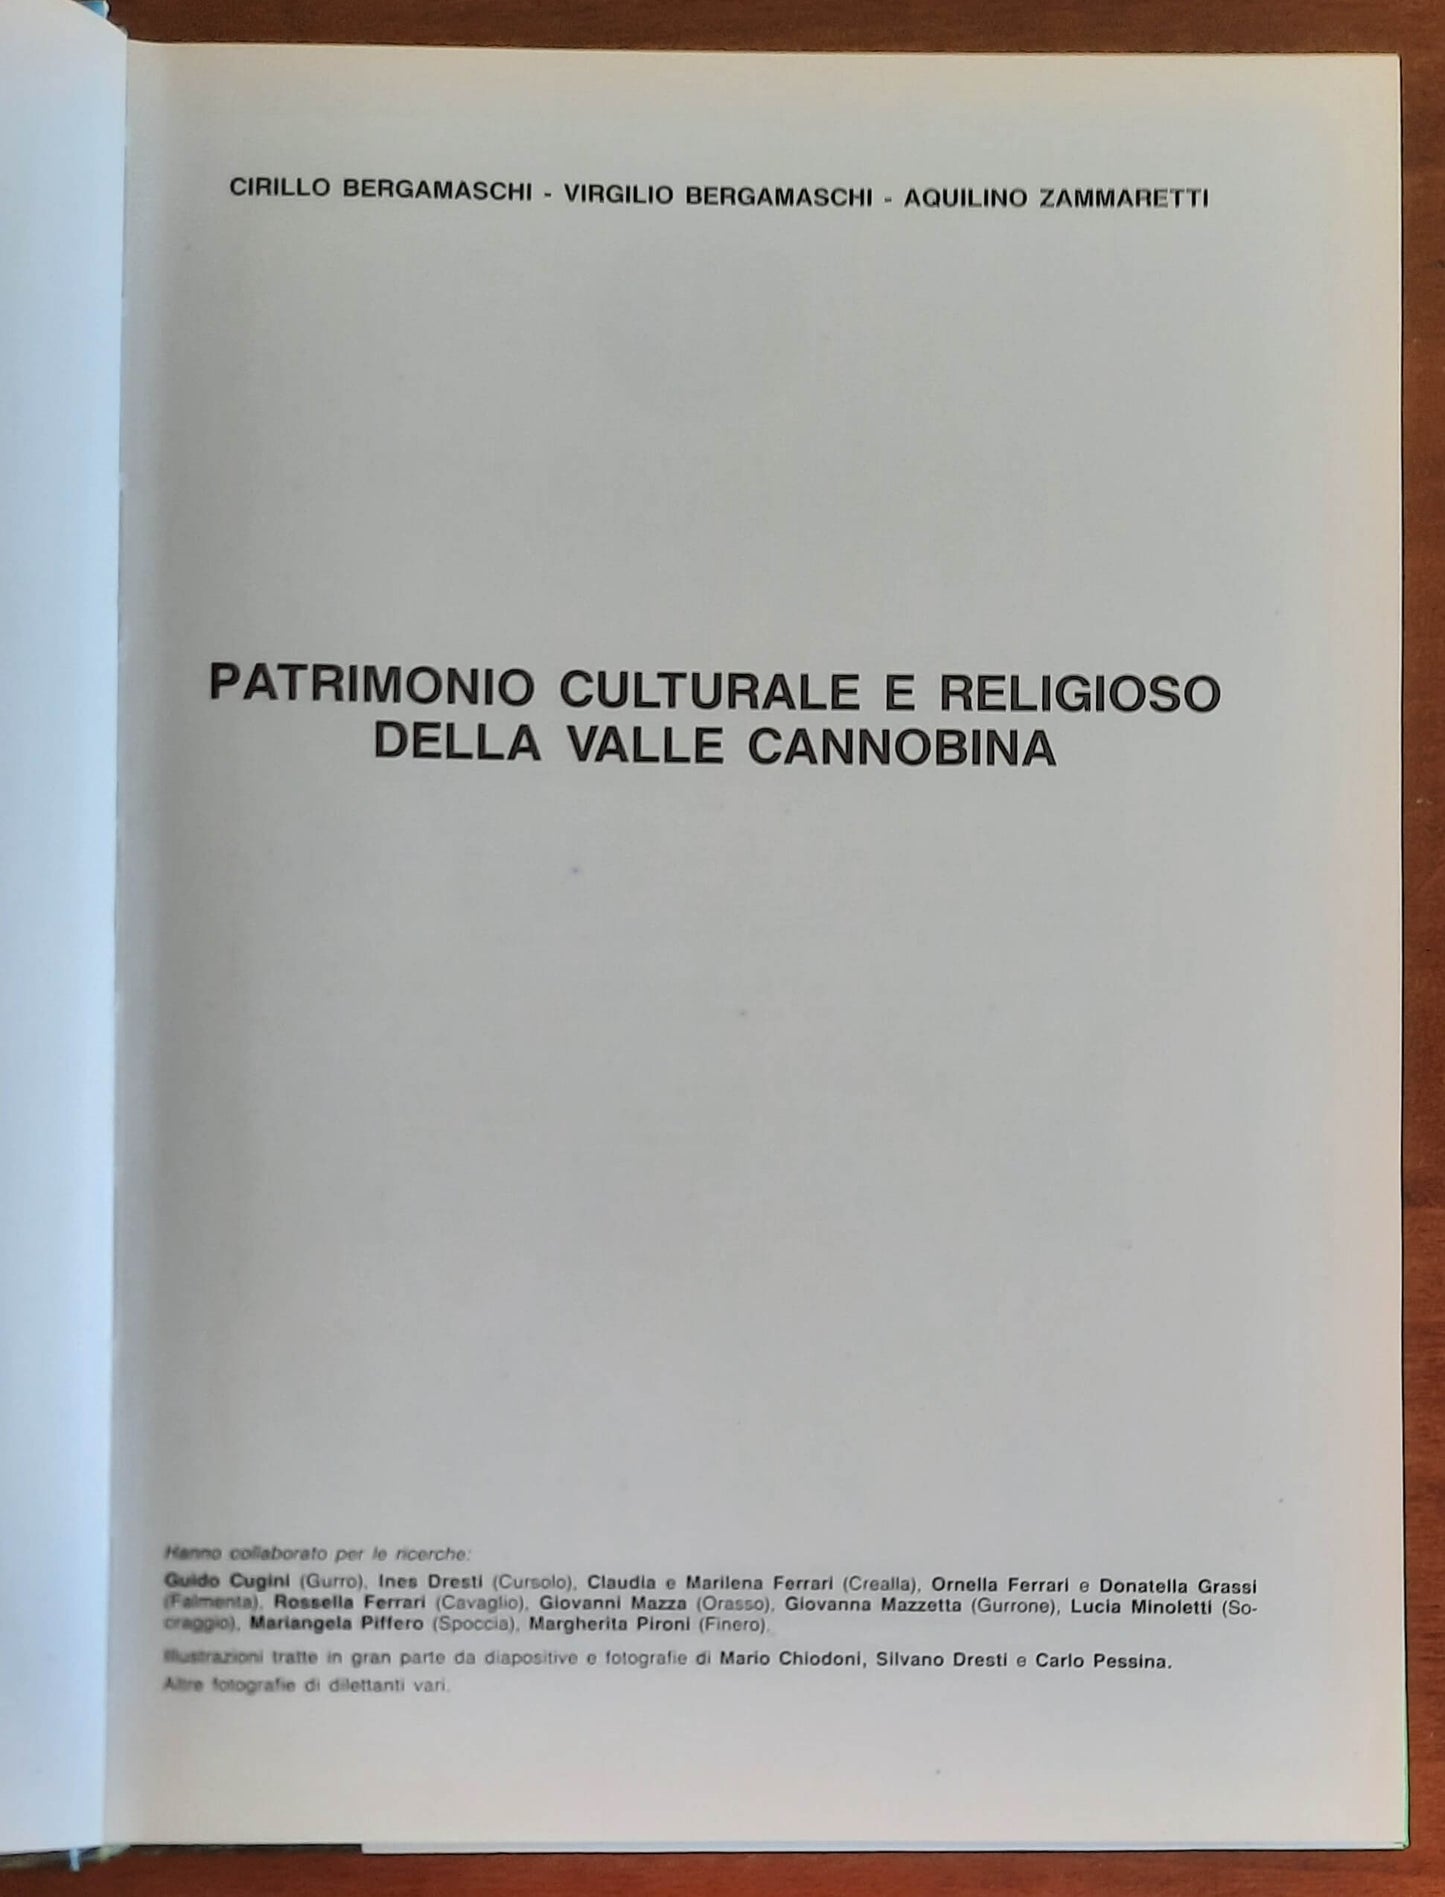 CIRILLO BERGAMASCHI - VIRGILIO BERGAMASCHI - AQUILINO ZAMMARETTI
PATRIMONIO CULTURALE E RELIGIOSO
DELLA VALLE CANNOBINA
Hanno collaborato per le ricerche:
Guido Cugini (Gurro), Ines Dresti (Cursolo), Claudia e Marilena Ferrari (Crealla), Ornella Ferrari e Donatella Grassi
(Falmenta), Rossella Ferrari (Cavaglio), Giovanni Mazza (Orasso), Giovanna Mazzetta (Gurrone), Lucia Minoletti (So-
craggio), Mariangela Piffero (Spoccia), Margherita Pironi (Finero).
Illustrazioni tratte in gran parte da diapositive e fotografie di Mario Chiodoni, Silvano Dresti e Carlo Pessina.
Altre fotografie di dilettanti vari.